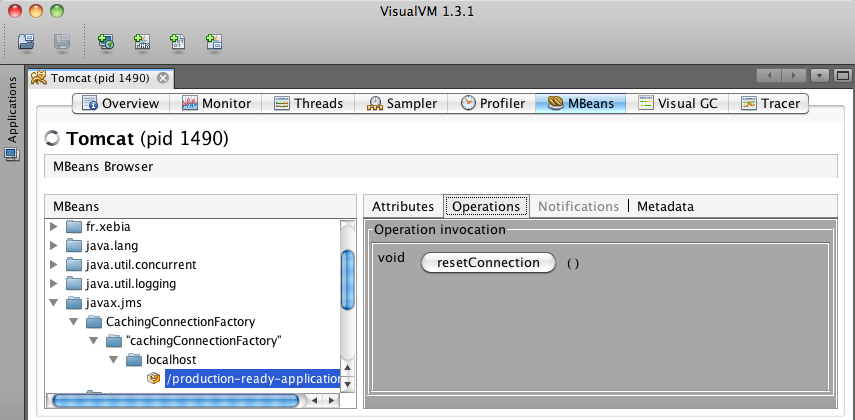 VisualVM 1.3.1
Applications
Tomcat (pid 1490)
Overview Monitor Threads Sampler Profiler MBeans Visual GC Tracer
Tomcat (pid 1490)
MBeans Browser
MBeans
fr.xebia
java.lang
java.util.concurrent
java.util.logging
javax.jms
CachingConnectionFactory
"cachingConnectionFactory"
localhost
/production-ready-application
Attributes Operations Notifications Metadata
Operation invocation
void resetConnection ( )